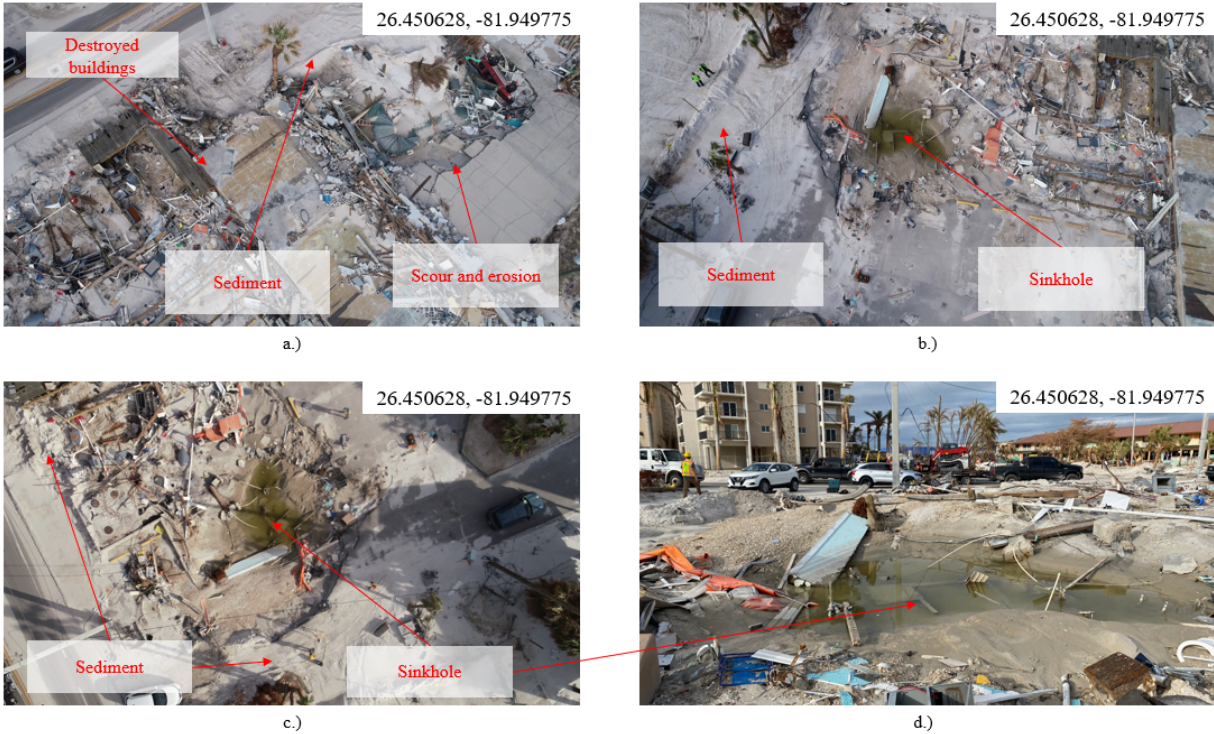 26.450628, -81.949775
Destroyed
buildings
Sediment
Scour and erosion
a.)
26.450628, -81.949775
Sediment
Sinkhole
b.)
26.450628, -81.949775
Sediment
Sinkhole
c.)
26.450628, -81.949775
d.)